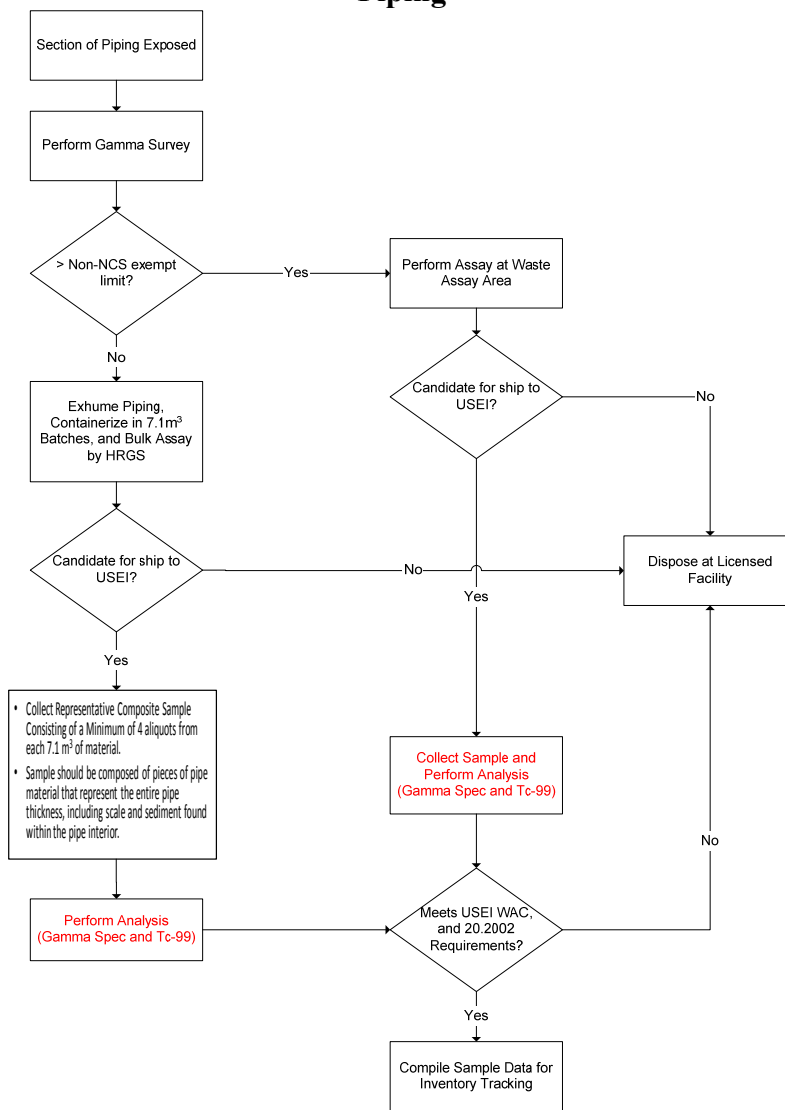 Piping
Section of Piping Exposed
Perform Gamma Survey
> Non-NCS exempt
limit?
Yes
Perform Assay at Waste
Assay Area
No
Candidate for ship to
USEI?
No
Exhume Piping,
Containerize in 7.1m³
Batches, and Bulk Assay
by HRGS
Candidate for ship to
USEI?
No
Dispose at Licensed
Facility
Yes
Yes
• Collect Representative Composite Sample
Consisting of a Minimum of 4 aliquots from
each 7.1 m³ of material.
• Sample should be composed of pieces of pipe
material that represent the entire pipe
thickness, including scale and sediment found
within the pipe interior.
Collect Sample and
Perform Analysis
(Gamma Spec and Tc-99)
No
Perform Analysis
(Gamma Spec and Tc-99)
Meets USEI WAC,
and 20.2002
Requirements?
Yes
Compile Sample Data for
Inventory Tracking